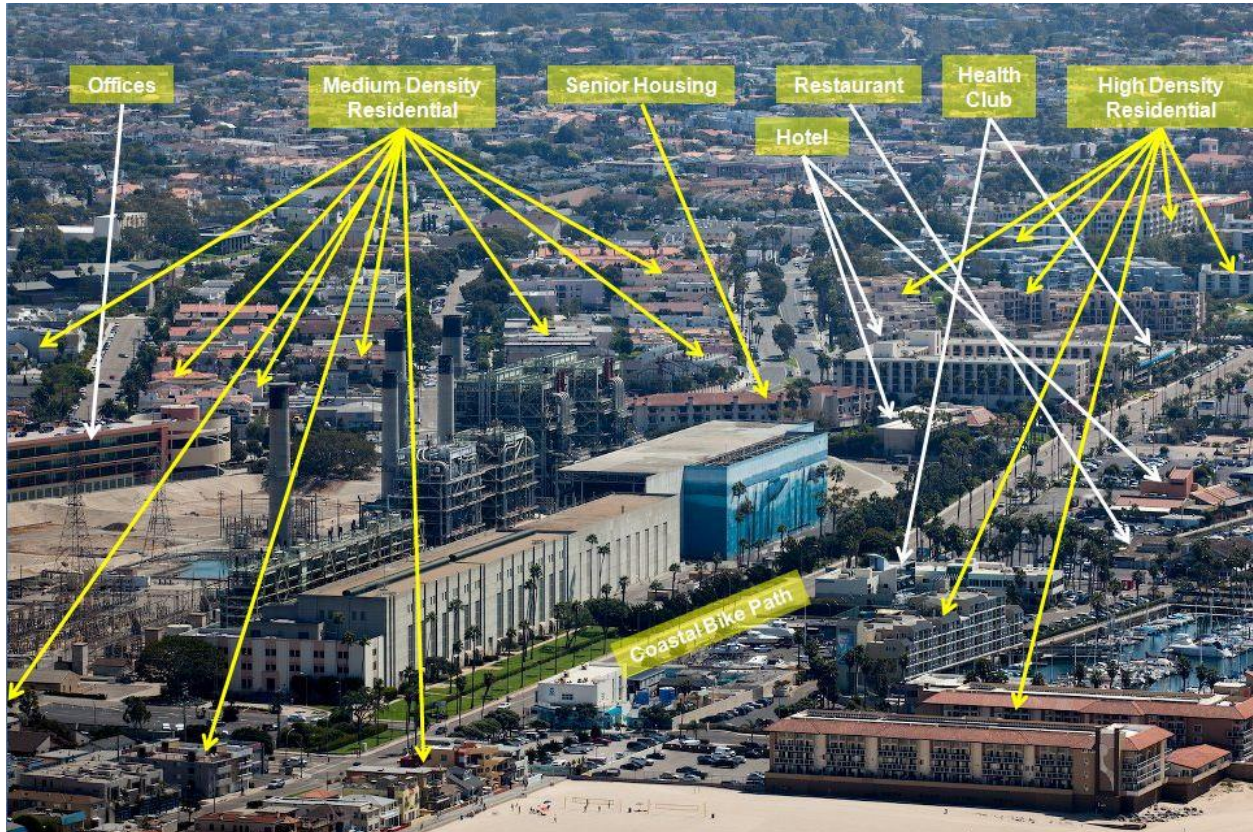 Offices
Medium Density
Residential
Senior Housing
Restaurant
Health
Club
High Density
Residential
Hotel
Coastal Bike Path